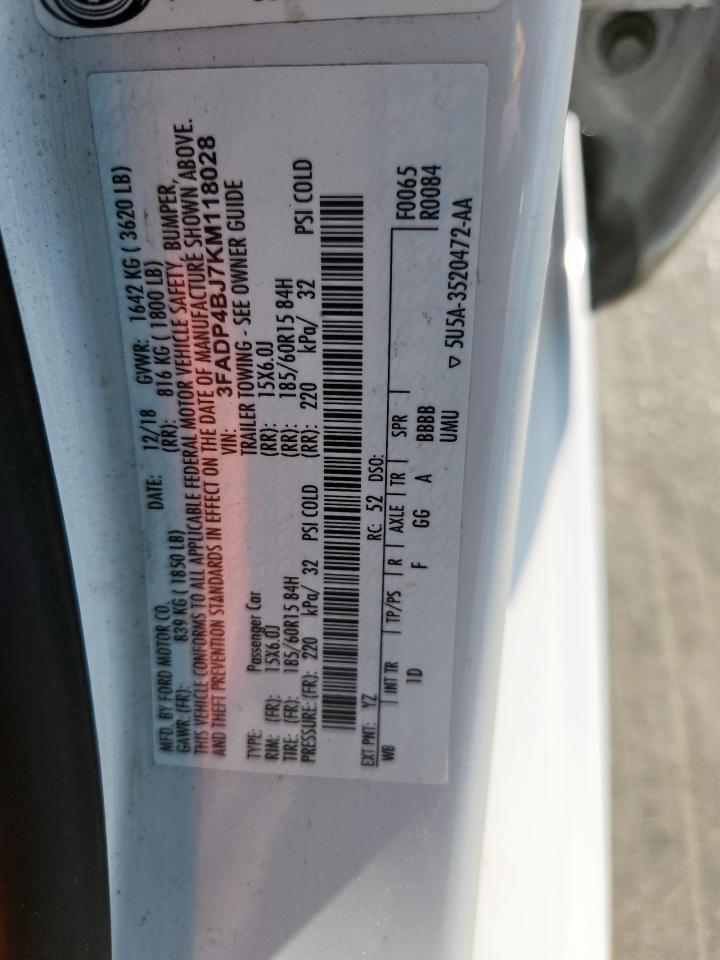 MFD. BY FORD MOTOR CO.
DATE: 12/18 GVWR: 1642 KG ( 3620 LB)
GAWR: (FR): 839 KG ( 1850 LB) (RR): 816 KG ( 1800 LB)
THIS VEHICLE CONFORMS TO ALL APPLICABLE FEDERAL MOTOR VEHICLE SAFETY, BUMPER,
AND THEFT PREVENTION STANDARDS IN EFFECT ON THE DATE OF MANUFACTURE SHOWN ABOVE.
VIN: 3FADP4BJ7KM118028
TYPE: Passenger Car TRAILER TOWING - SEE OWNER GUIDE
RIM: (FR): 15X6.0J (RR): 15X6.0J
TIRE: (FR): 185/60R15 84H (RR): 185/60R15 84H
PRESSURE: (FR): 220 kPa/ 32 PSI COLD (RR): 220 kPa/ 32 PSI COLD
EXT PNT: YZ RC: 52 DSO: F0065
WB INT TR TP/PS R AXLE TR SPR R0084
1D F GG A BBBB
UMU ▽ 5U5A-3520472-AA